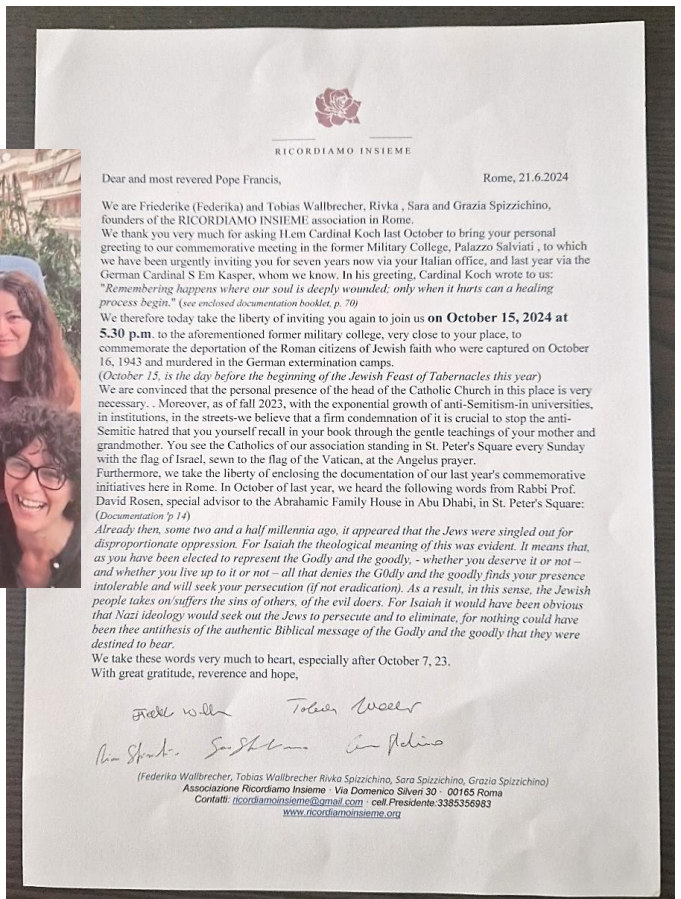 RICORDIAMO INSIEME
Dear and most revered Pope Francis,
Rome, 21.6.2024
We are Friederike (Federika) and Tobias Wallbrecher, Rivka , Sara and Grazia Spizzichino,
founders of the RICORDIAMO INSIEME association in Rome.
We thank you very much for asking H.em Cardinal Koch last October to bring your personal
greeting to our commemorative meeting in the former Military College, Palazzo Salviati , to which
we have been urgently inviting you for seven years now via your Italian office, and last year via the
German Cardinal S Em Kasper, whom we know. In his greeting, Cardinal Koch wrote to us:
"Remembering happens where our soul is deeply wounded; only when it hurts can a healing
process begin." (see enclosed documentation booklet, p. 70)
We therefore today take the liberty of inviting you again to join us on October 15, 2024 at
5.30 p.m. to the aforementioned former military college, very close to your place, to
commemorate the deportation of the Roman citizens of Jewish faith who were captured on October
16, 1943 and murdered in the German extermination camps.
(October 15, is the day before the beginning of the Jewish Feast of Tabernacles this year)
We are convinced that the personal presence of the head of the Catholic Church in this place is very
necessary. . Moreover, as of fall 2023, with the exponential growth of anti-Semitism-in universities,
in institutions, in the streets-we believe that a firm condemnation of it is crucial to stop the anti-
Semitic hatred that you yourself recall in your book through the gentle teachings of your mother and
grandmother. You see the Catholics of our association standing in St. Peter's Square every Sunday
with the flag of Israel, sewn to the flag of the Vatican, at the Angelus prayer.
Furthermore, we take the liberty of enclosing the documentation of our last year's commemorative
initiatives here in Rome. In October of last year, we heard the following words from Rabbi Prof.
David Rosen, special advisor to the Abrahamic Family House in Abu Dhabi, in St. Peter's Square:
(Documentation 'p 14)
Already then, some two and a half millennia ago, it appeared that the Jews were singled out for
disproportionate oppression. For Isaiah the theological meaning of this was evident. It means that,
as you have been elected to represent the Godly and the goodly, - whether you deserve it or not –
and whether you live up to it or not – all that denies the G0dly and the goodly finds your presence
intolerable and will seek your persecution (if not eradication). As a result, in this sense, the Jewish
people takes on/suffers the sins of others, of the evil doers. For Isaiah it would have been obvious
that Nazi ideology would seek out the Jews to persecute and to eliminate, for nothing could have
been thee antithesis of the authentic Biblical message of the Godly and the goodly that they were
destined to bear.
We take these words very much to heart, especially after October 7, 23.
With great gratitude, reverence and hope,
(Federika Wallbrecher, Tobias Wallbrecher Rivka Spizzichino, Sara Spizzichino, Grazia Spizzichino)
Associazione Ricordiamo Insieme · Via Domenico Silveri 30 · 00165 Roma
Contatti: ricordiamoinsieme@gmail.com · cell.Presidente:3385356983
www.ricordiamoinsieme.org